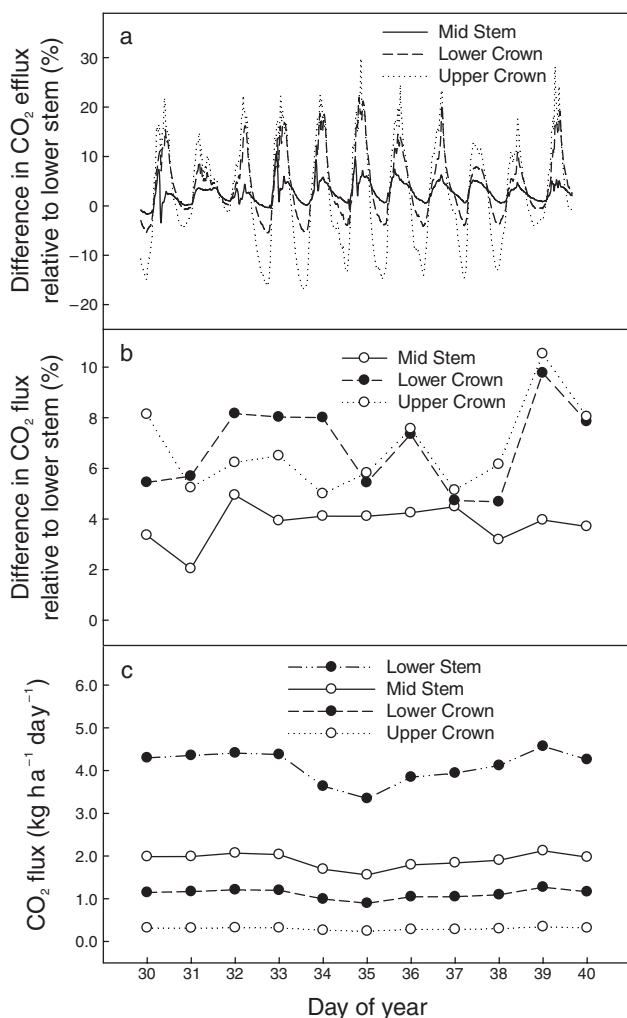 a
Mid Stem
Lower Crown
Upper Crown
30
20
10
0
−10
−20
Difference in CO₂ efflux
relative to lower stem (%)
b
Mid Stem
Lower Crown
Upper Crown
10
8
6
4
2
0
Difference in CO₂ flux
relative to lower stem (%)
c
Lower Stem
Mid Stem
Lower Crown
Upper Crown
6.0
5.0
4.0
3.0
2.0
1.0
0.0
CO₂ flux (kg ha⁻¹ day⁻¹)
30 31 32 33 34 35 36 37 38 39 40
Day of year